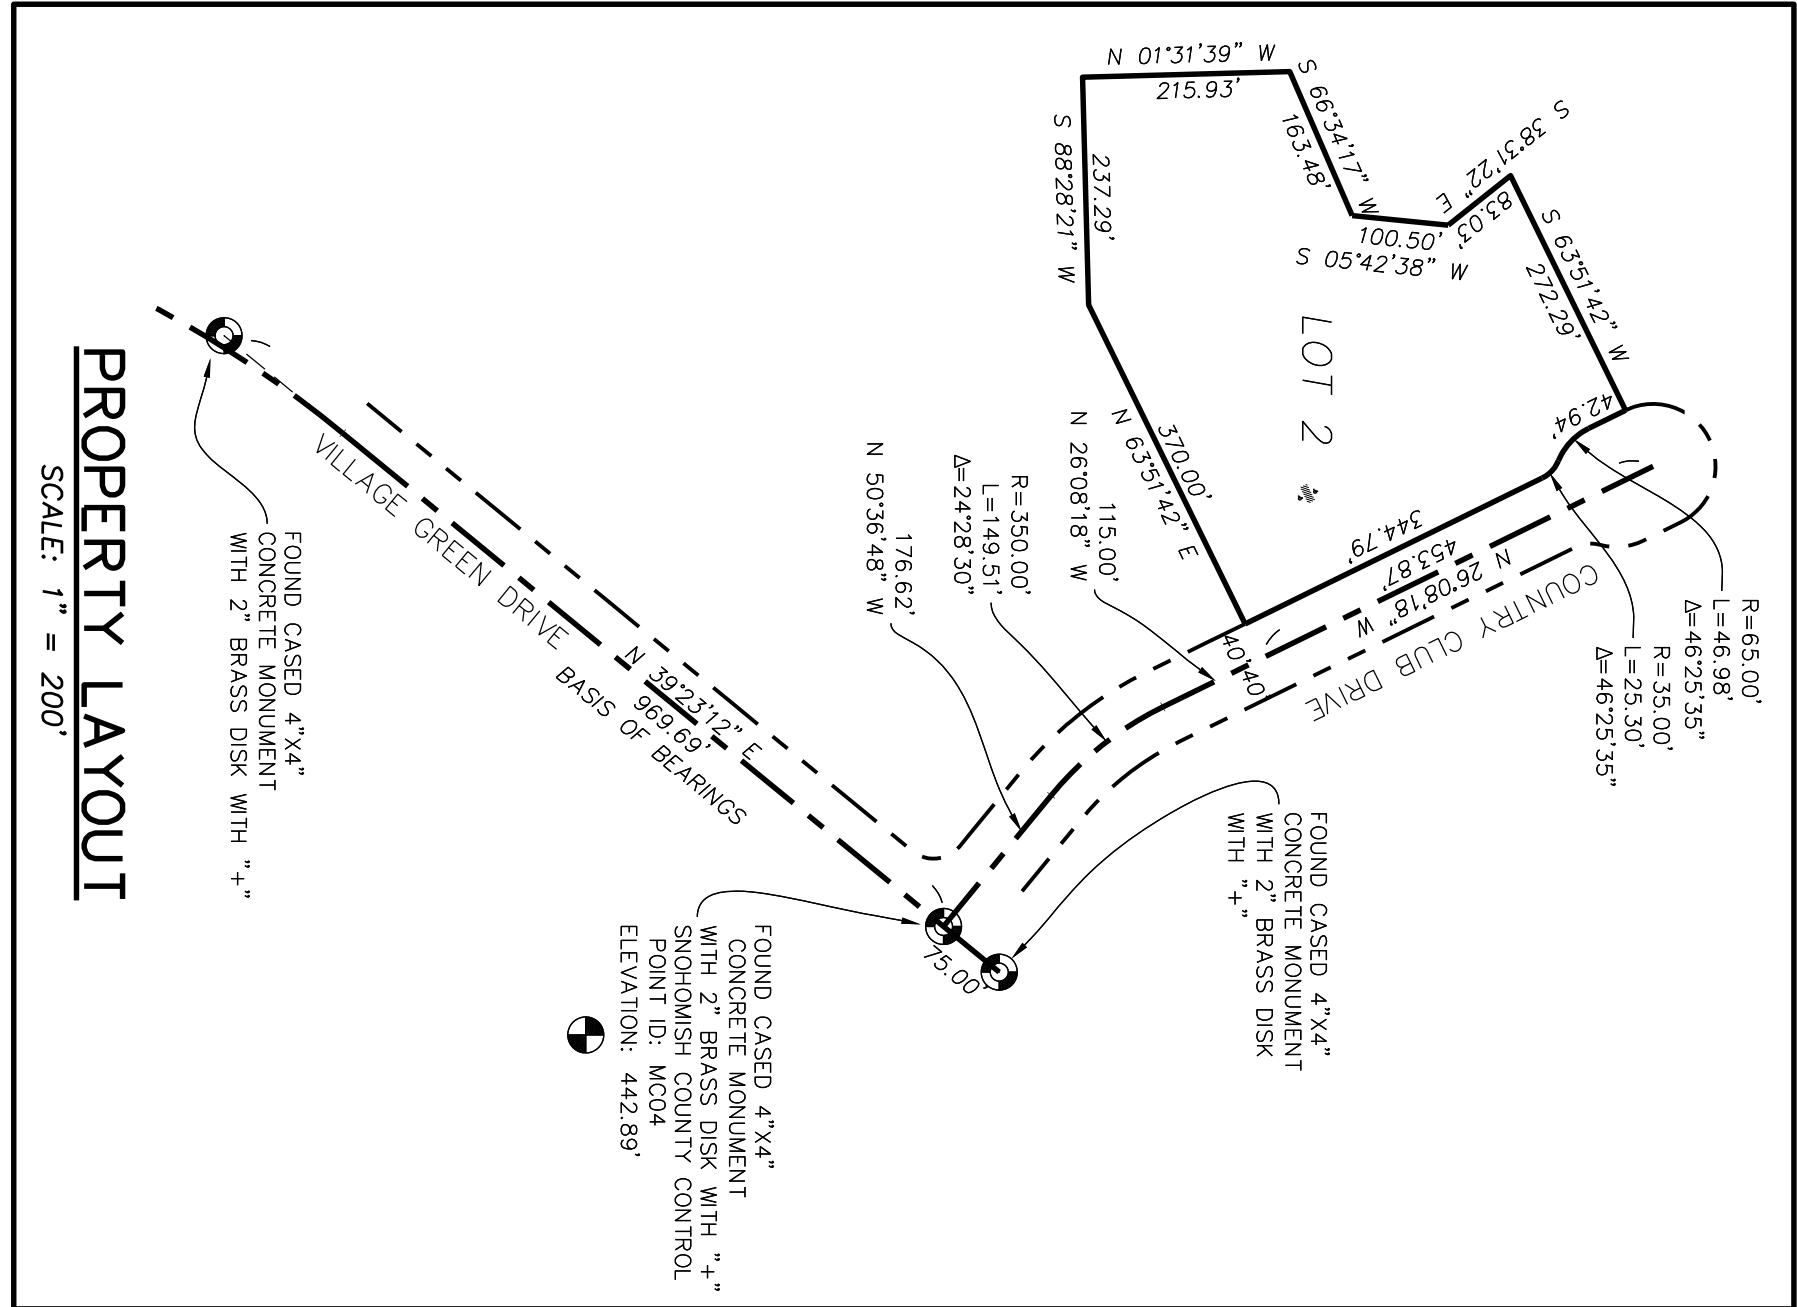 N 01°31'39" W
215.93'
S 66°34'17" W
163.48'
100.50'
S 05°42'38" W
S 38°31'22" E
83.03'
S 63°51'42" W
272.29'
42.94'
R=65.00'
L=46.98'
Δ=46°25'35"
R=35.00'
L=25.30'
Δ=46°25'35"
S 88°28'21" W
237.29'
LOT 2
370.00'
N 63°51'42" E
344.79'
453.87'
N 26°08'18" W
COUNTRY CLUB DRIVE
40'
40'
115.00'
N 26°08'18" W
R=350.00'
L=149.51'
Δ=24°28'30"
176.62'
N 50°36'48" W
VILLAGE GREEN DRIVE
N 39°23'12" E
969.69'
BASIS OF BEARINGS
75.00'
FOUND CASED 4"X4"
CONCRETE MONUMENT
WITH 2" BRASS DISK
WITH "+"
FOUND CASED 4"X4"
CONCRETE MONUMENT
WITH 2" BRASS DISK WITH "+"
SNOHOMISH COUNTY CONTROL
POINT ID: MC04
ELEVATION: 442.89'
FOUND CASED 4"X4"
CONCRETE MONUMENT
WITH 2" BRASS DISK WITH "+"
PROPERTY LAYOUT
SCALE: 1" = 200'